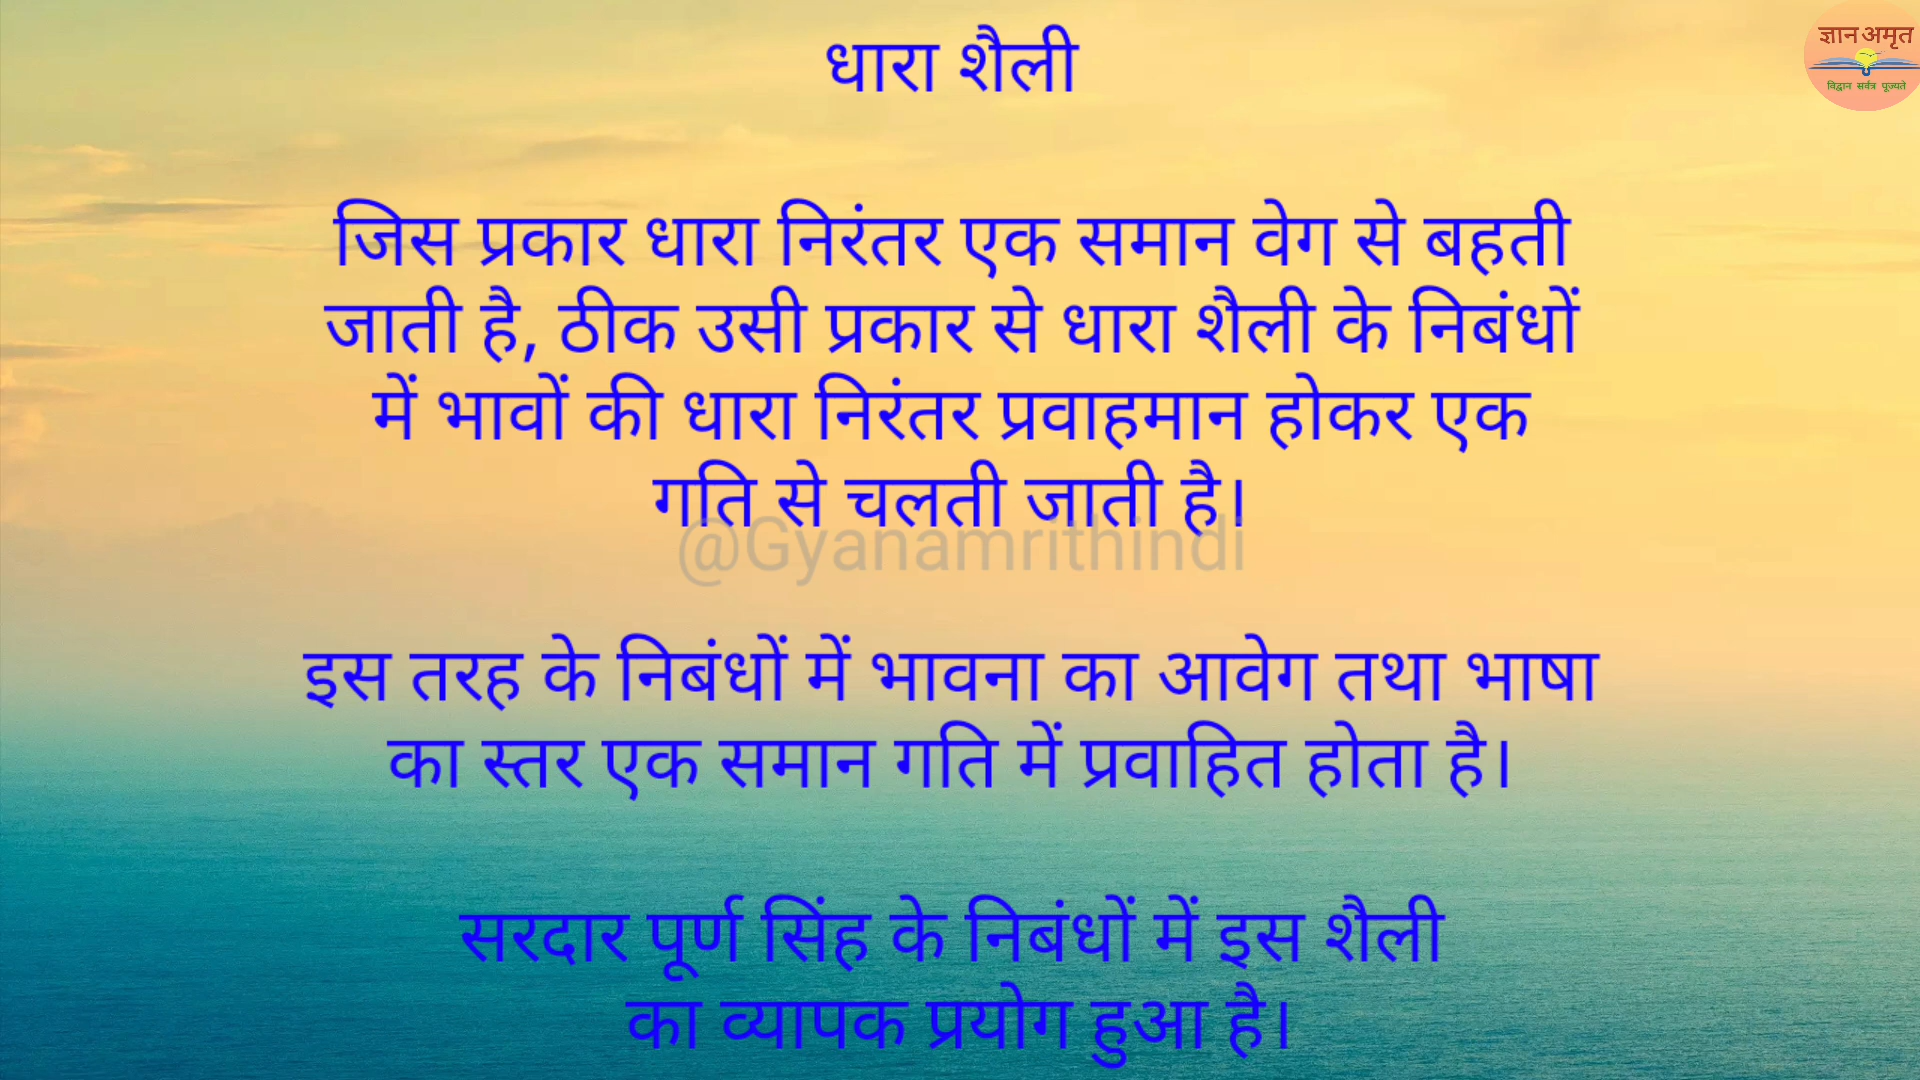 धारा शैली
ज्ञान अमृत
विद्वान सर्वत्र पूज्यते
जिस प्रकार धारा निरंतर एक समान वेग से बहती
जाती है, ठीक उसी प्रकार से धारा शैली के निबंधों
में भावों की धारा निरंतर प्रवाहमान होकर एक
गति से चलती जाती है।
@Gyanamrithindi
इस तरह के निबंधों में भावना का आवेग तथा भाषा
का स्तर एक समान गति में प्रवाहित होता है।
सरदार पूर्ण सिंह के निबंधों में इस शैली
का व्यापक प्रयोग हुआ है।